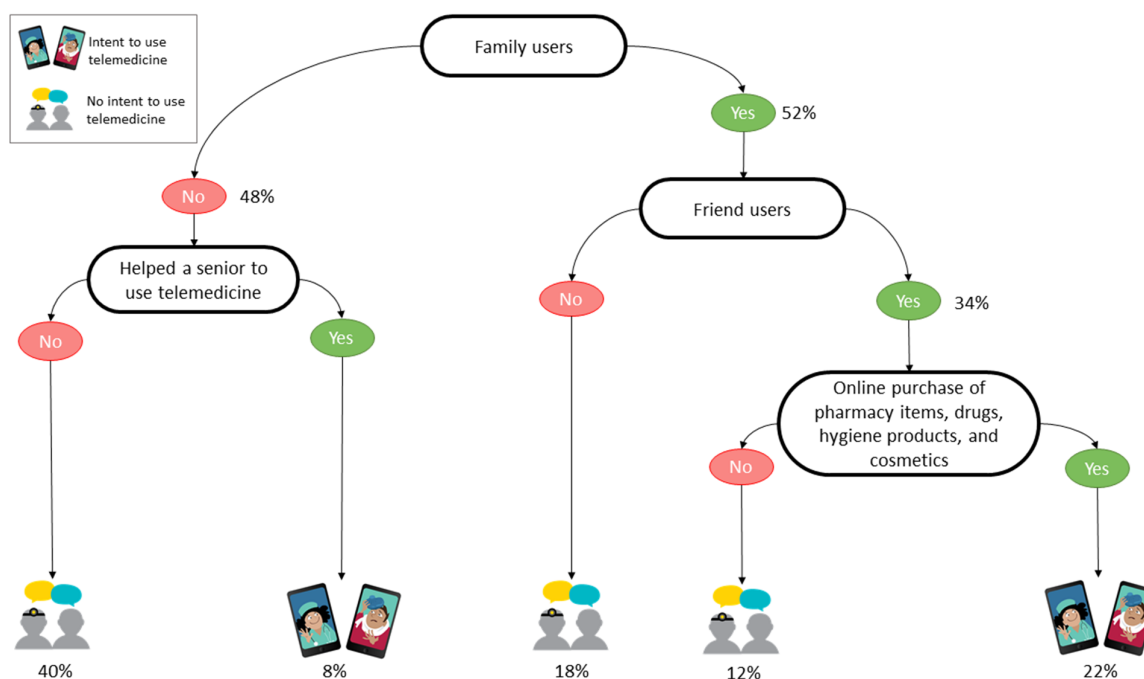 Intent to use
telemedicine
No intent to use
telemedicine
Family users
Yes
52%
No
48%
Friend users
Helped a senior to
use telemedicine
No
Yes
34%
No
Yes
Online purchase of
pharmacy items, drugs,
hygiene products, and
cosmetics
No
Yes
40%
8%
18%
12%
22%